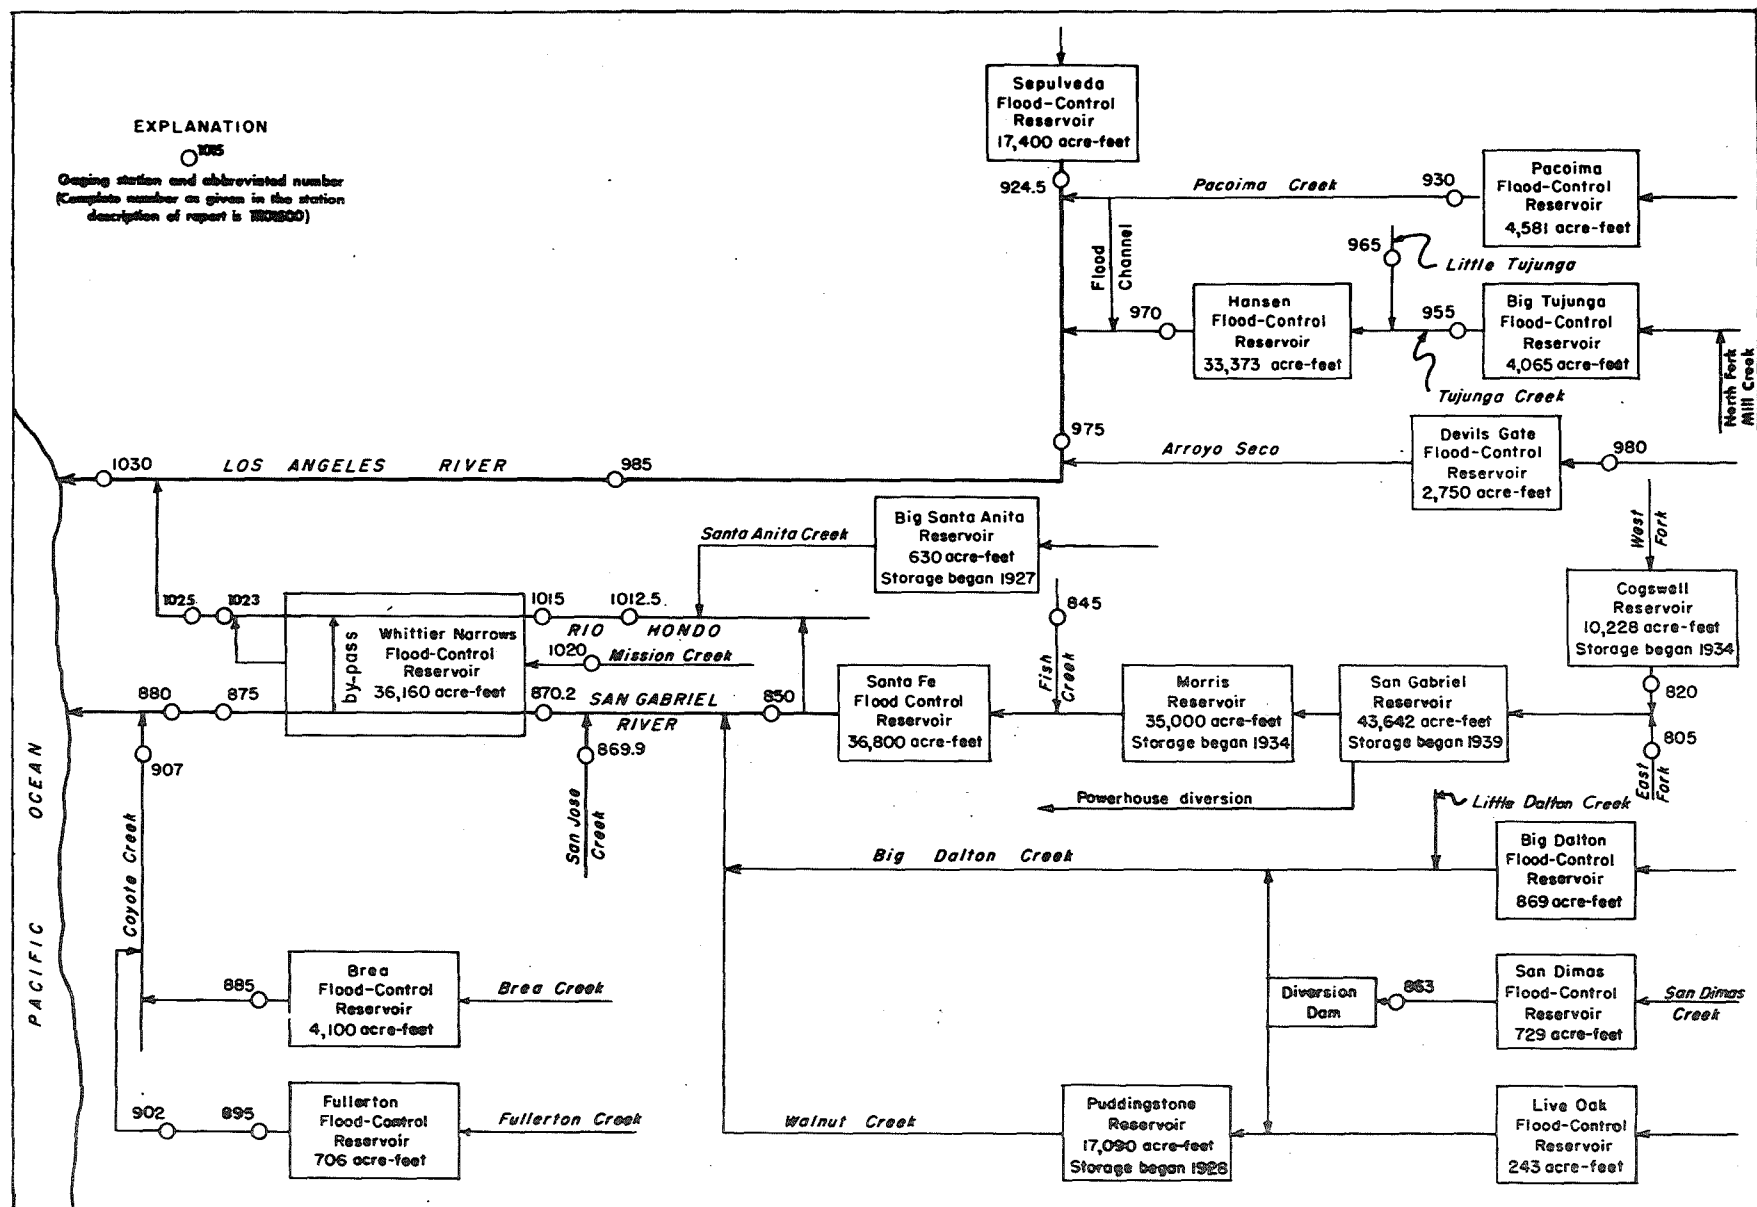 EXPLANATION
1015
Gaging station and abbreviated number
(Complete number as given in the station
description of report is 11101500)
Sepulveda
Flood-Control
Reservoir
17,400 acre-feet
924.5
Pacoima Creek
930
Pacoima
Flood-Control
Reservoir
4,581 acre-feet
Flood
Channel
965
Little Tujunga
970
Hansen
Flood-Control
Reservoir
33,373 acre-feet
955
Big Tujunga
Flood-Control
Reservoir
4,065 acre-feet
Tujunga Creek
North Fork
Mill Creek
975
Arroyo Seco
Devils Gate
Flood-Control
Reservoir
2,750 acre-feet
980
1030
LOS ANGELES RIVER
985
Santa Anita Creek
Big Santa Anita
Reservoir
630 acre-feet
Storage began 1927
West
Fork
Cogswell
Reservoir
10,228 acre-feet
Storage began 1934
820
805
East
Fork
1025
1023
by-pass
Whittier Narrows
Flood-Control
Reservoir
36,160 acre-feet
1015
1012.5
RIO HONDO
1020
Mission Creek
845
Fish
Creek
880
875
870.2
SAN GABRIEL
RIVER
850
Santa Fe
Flood Control
Reservoir
36,800 acre-feet
Morris
Reservoir
35,000 acre-feet
Storage began 1934
San Gabriel
Reservoir
43,642 acre-feet
Storage began 1939
907
869.9
San Jose
Creek
Powerhouse diversion
Little Dalton Creek
Big Dalton Creek
Big Dalton
Flood-Control
Reservoir
869 acre-feet
PACIFIC OCEAN
Coyote Creek
885
Brea
Flood-Control
Reservoir
4,100 acre-feet
Brea Creek
Diversion
Dam
863
San Dimas
Flood-Control
Reservoir
729 acre-feet
San Dimas
Creek
902
895
Fullerton
Flood-Control
Reservoir
706 acre-feet
Fullerton Creek
Walnut Creek
Puddingstone
Reservoir
17,090 acre-feet
Storage began 1928
Live Oak
Flood-Control
Reservoir
243 acre-feet